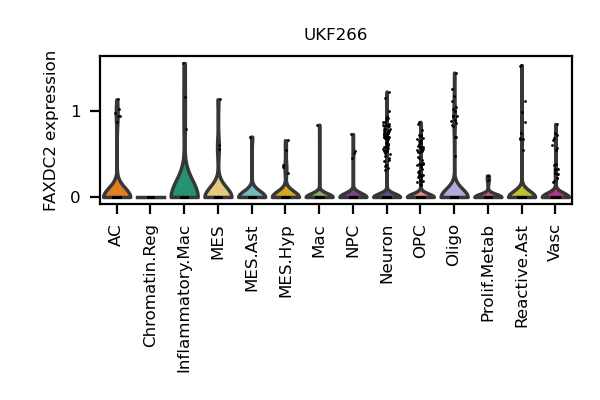 UKF266
FAXDC2 expression
1
0
AC
Chromatin.Reg
Inflammatory.Mac
MES
MES.Ast
MES.Hyp
Mac
NPC
Neuron
OPC
Oligo
Prolif.Metab
Reactive.Ast
Vasc